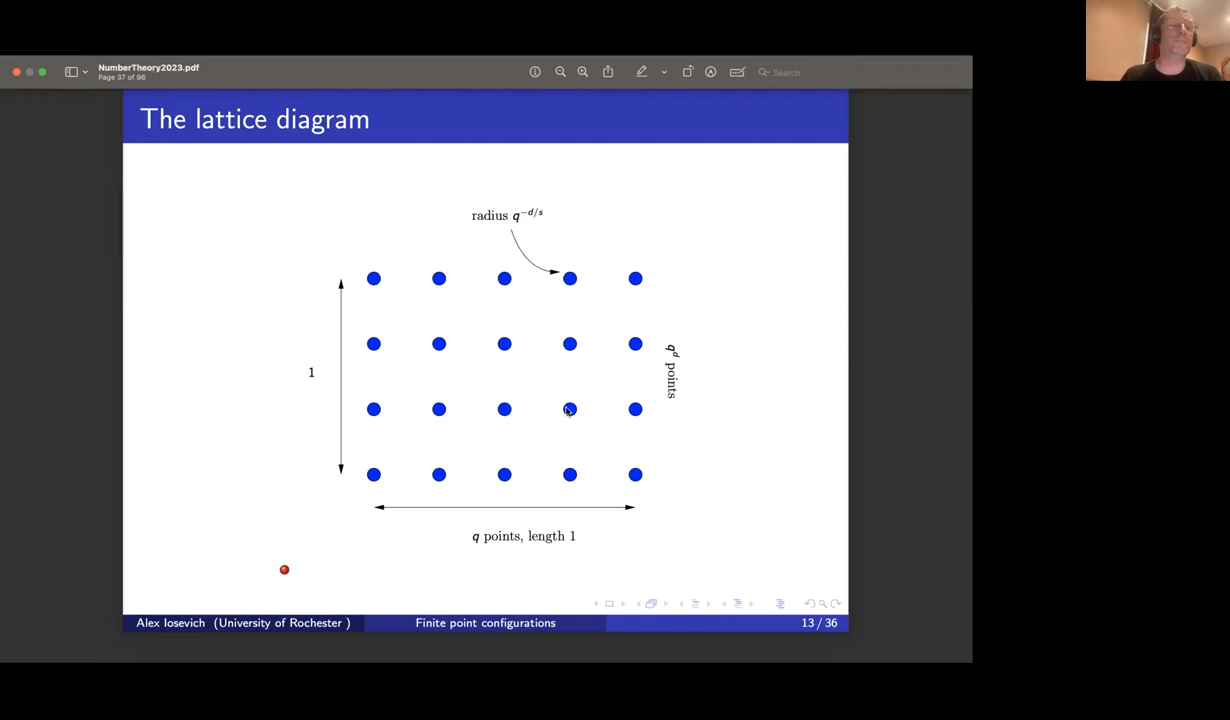 NumberTheory2023.pdf
Page 37 of 96
Search
The lattice diagram
radius q^{-d/s}
1
q^d points
q points, length 1
Alex Iosevich (University of Rochester )
Finite point configurations
13 / 36